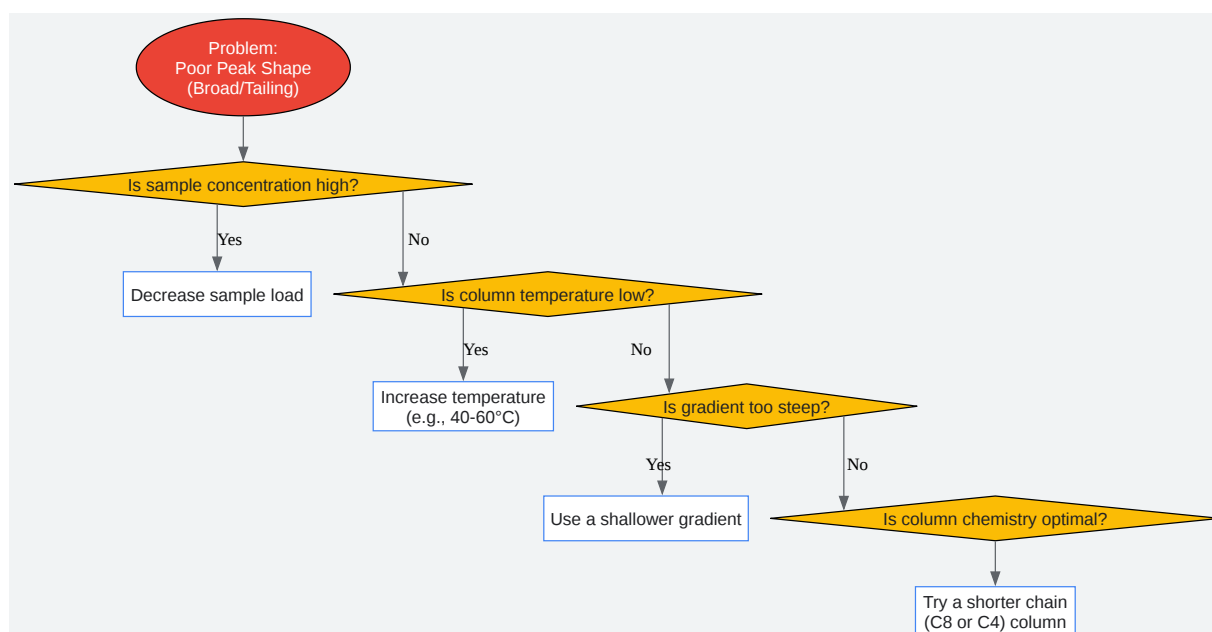 Problem:
Poor Peak Shape
(Broad/Tailing)
Is sample concentration high?
Yes
No
Decrease sample load
Is column temperature low?
Yes
No
Increase temperature
(e.g., 40-60°C)
Is gradient too steep?
Yes
No
Use a shallower gradient
Is column chemistry optimal?
Try a shorter chain
(C8 or C4) column